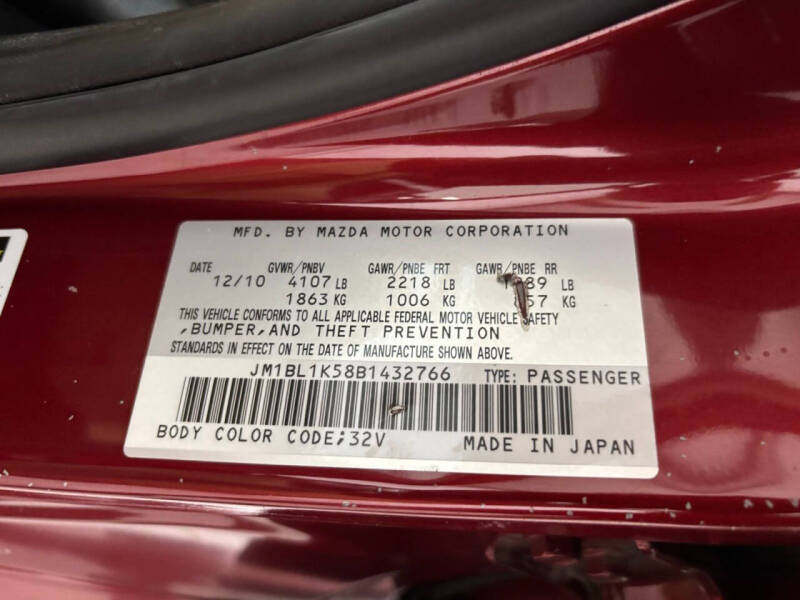 MFD. BY MAZDA MOTOR CORPORATION
DATE GVWR/PNBV GAWR/PNBE FRT GAWR/PNBE RR
12/10 4107 LB 2218 LB LB
1863 KG 1006 KG KG
THIS VEHICLE CONFORMS TO ALL APPLICABLE FEDERAL MOTOR VEHICLE SAFETY
,BUMPER,AND THEFT PREVENTION
STANDARDS IN EFFECT ON THE DATE OF MANUFACTURE SHOWN ABOVE.
JM1BL1K58B1432766 TYPE: PASSENGER
BODY COLOR CODE;32V MADE IN JAPAN